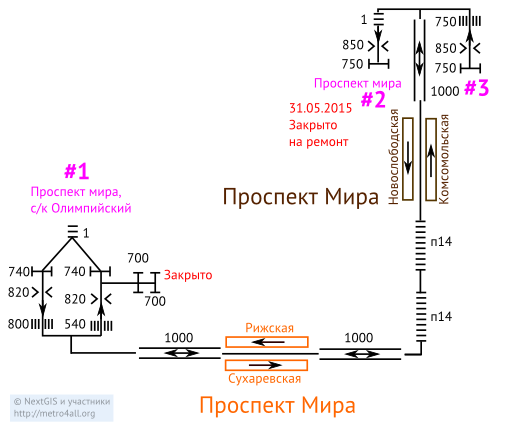 1
750
850
850
750
750
Проспект мира
#2
1000
#3
31.05.2015
Закрыто
на ремонт
Новослободская
Комсомольская
#1
Проспект мира,
с/к Олимпийский
Проспект Мира
1
п14
740
740
700
Закрыто
820
820
700
800
540
п14
1000
Рижская
1000
Сухаревская
Проспект Мира
© NextGIS и участники
http://metro4all.org